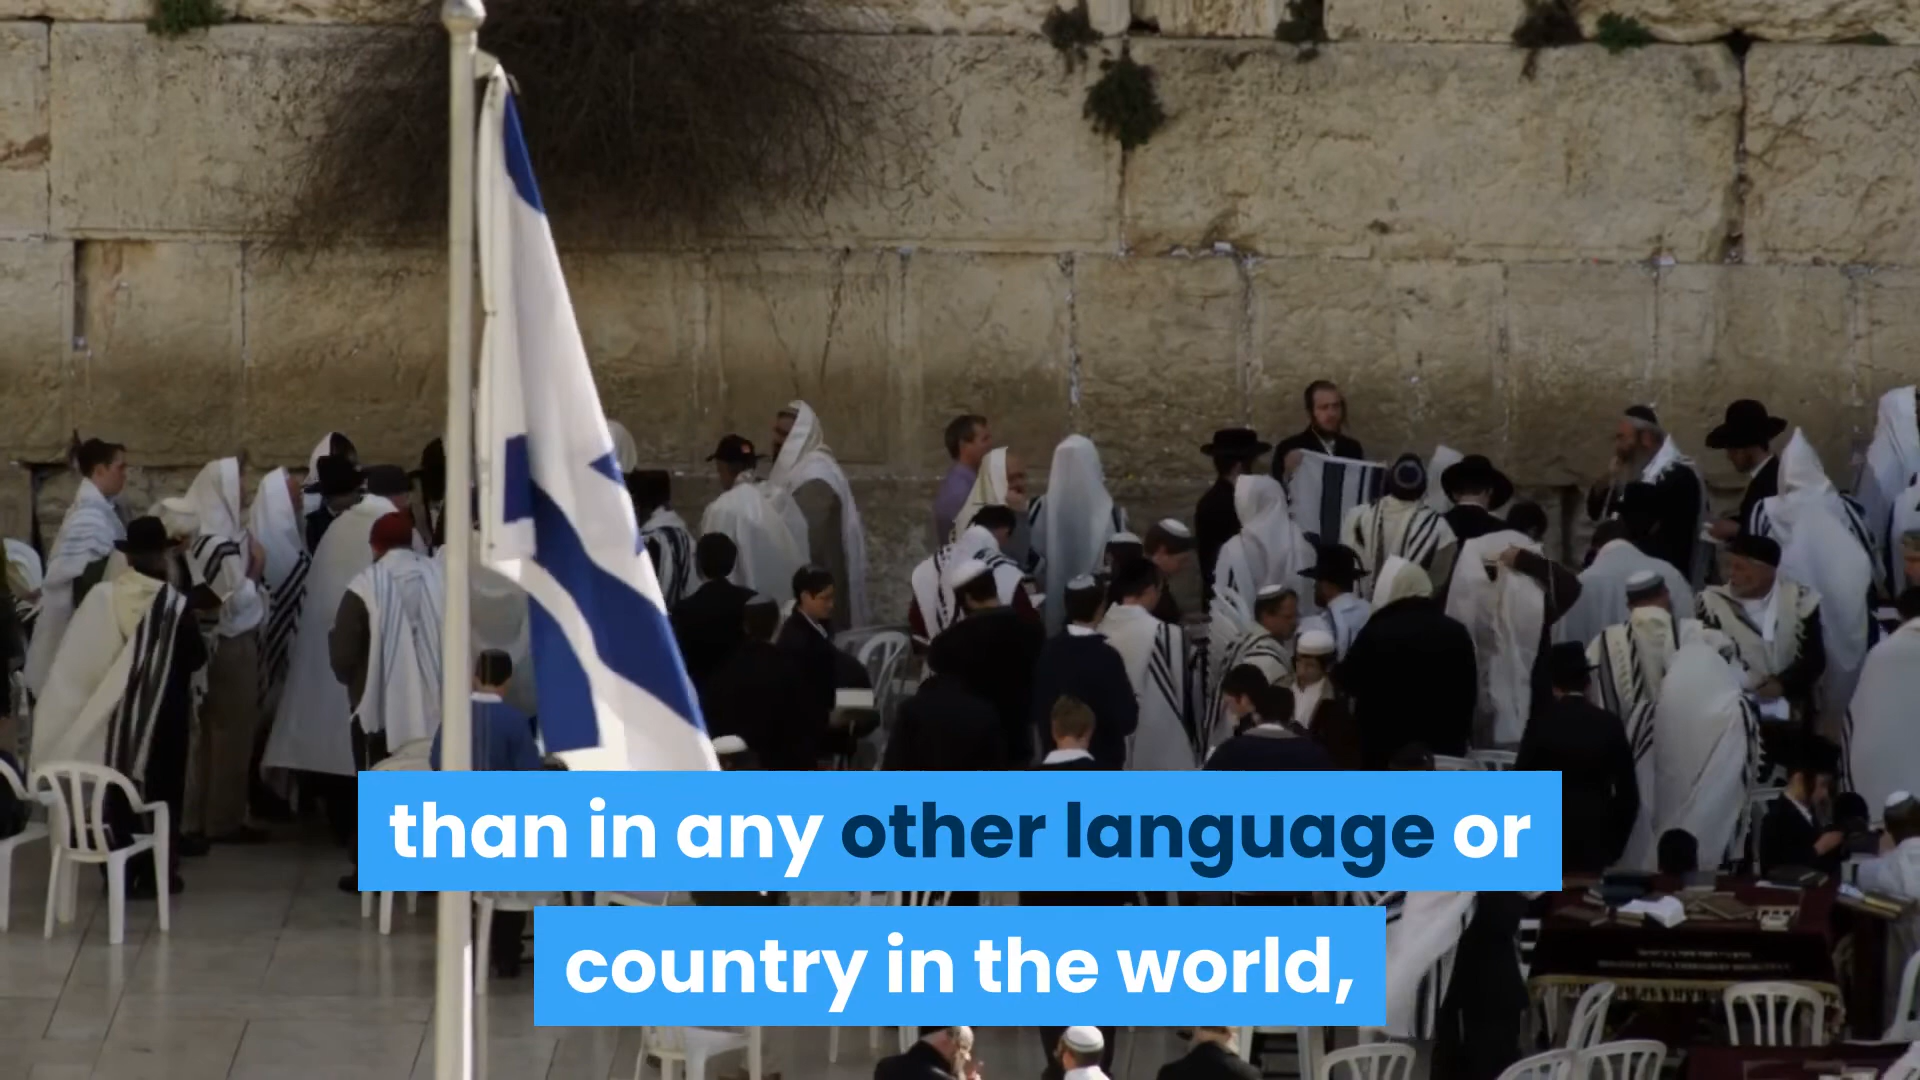 than in any other language or
country in the world,